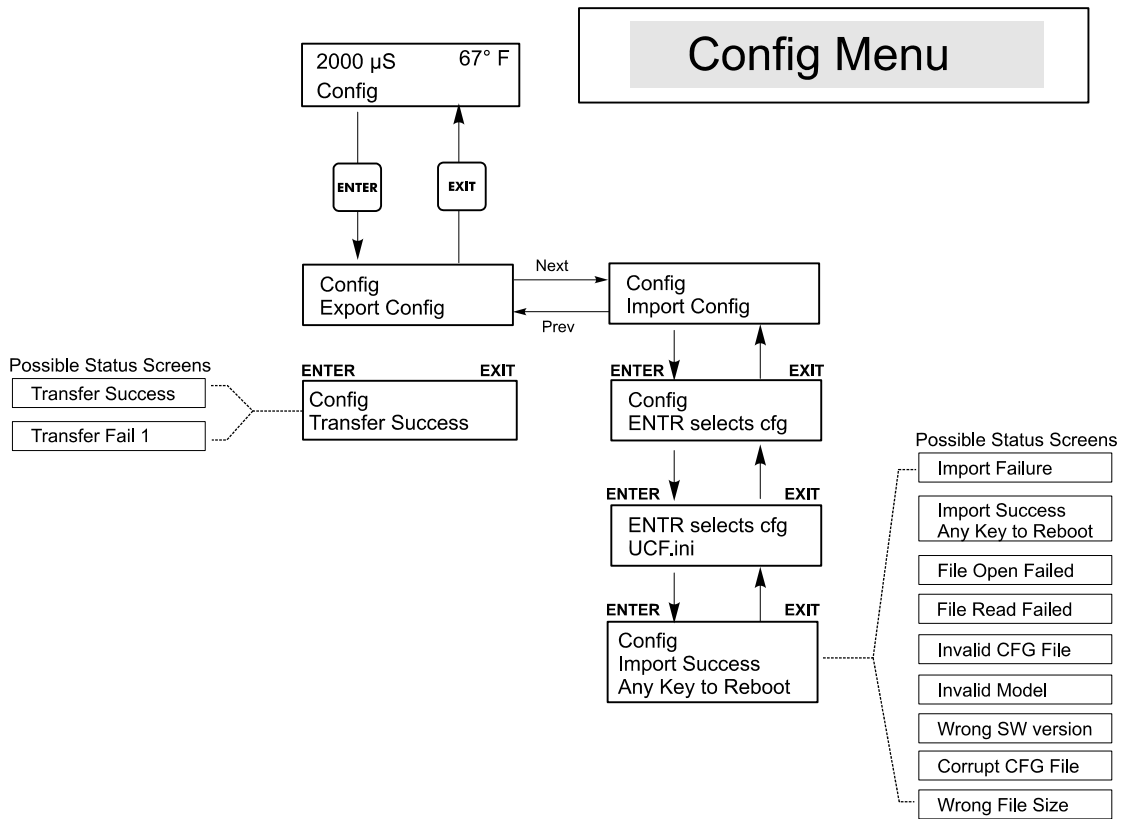 Config Menu
2000 µS 67° F
Config
ENTER EXIT
Config
Export Config
Next
Prev
Config
Import Config
Possible Status Screens
Transfer Success
Transfer Fail 1
ENTER EXIT
Config
Transfer Success
ENTER EXIT
Config
ENTR selects cfg
ENTER EXIT
ENTR selects cfg
UCF.ini
ENTER EXIT
Config
Import Success
Any Key to Reboot
Possible Status Screens
Import Failure
Import Success
Any Key to Reboot
File Open Failed
File Read Failed
Invalid CFG File
Invalid Model
Wrong SW version
Corrupt CFG File
Wrong File Size